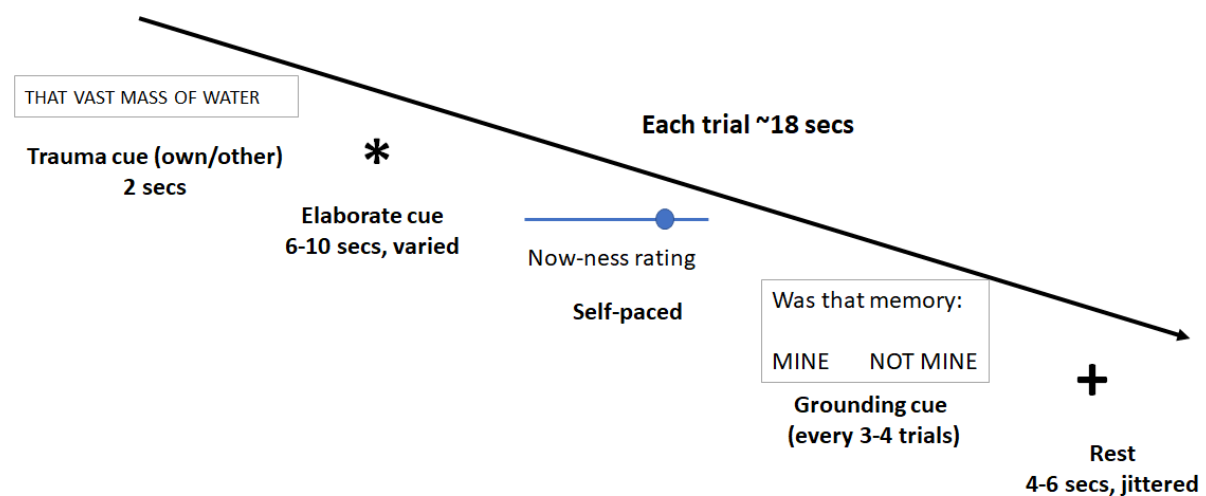 THAT VAST MASS OF WATER
Trauma cue (own/other)
2 secs
*
Elaborate cue
6-10 secs, varied
Each trial ~18 secs
Now-ness rating
Self-paced
Was that memory:
MINE NOT MINE
Grounding cue
(every 3-4 trials)
+
Rest
4-6 secs, jittered